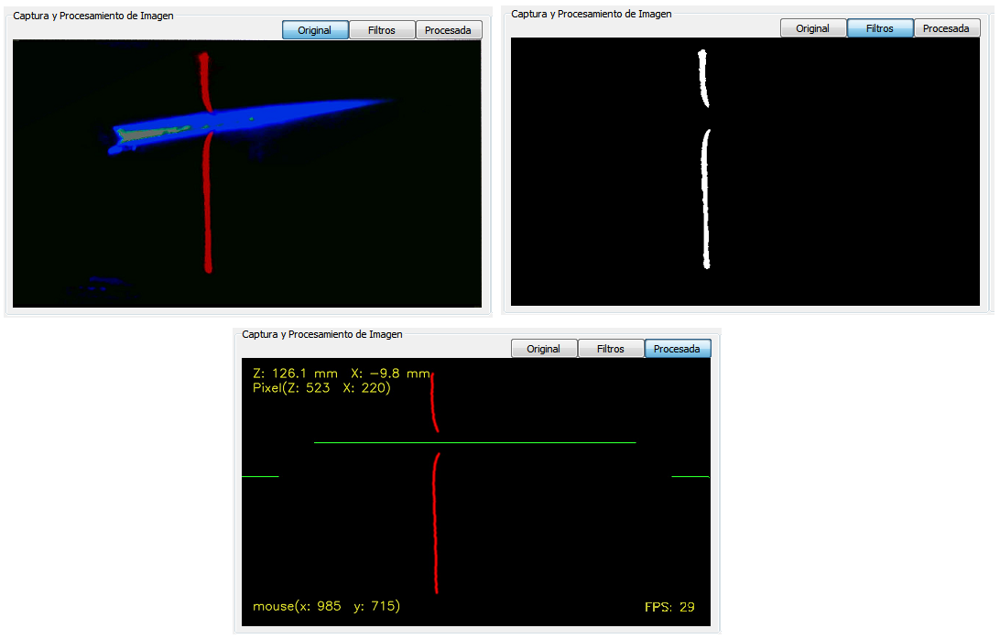 Captura y Procesamiento de Imagen
Original Filtros Procesada
Captura y Procesamiento de Imagen
Original Filtros Procesada
Captura y Procesamiento de Imagen
Original Filtros Procesada
Z: 126.1 mm X: −9.8 mm
Pixel(Z: 523 X: 220)
mouse(x: 985 y: 715)
FPS: 29